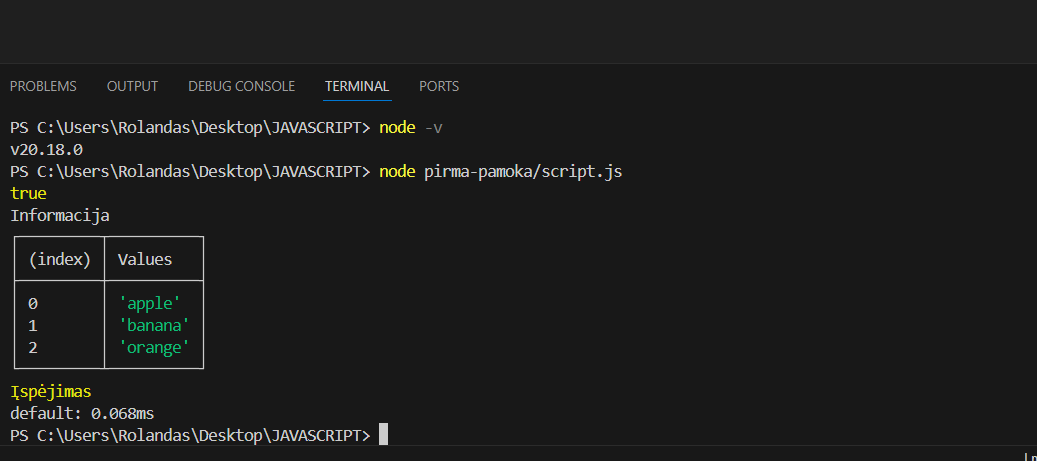 PROBLEMS OUTPUT DEBUG CONSOLE TERMINAL PORTS
PS C:\Users\Rolandas\Desktop\JAVASCRIPT> node -v
v20.18.0
PS C:\Users\Rolandas\Desktop\JAVASCRIPT> node pirma-pamoka/script.js
true
Informacija
(index) Values
0 'apple'
1 'banana'
2 'orange'
Įspėjimas
default: 0.068ms
PS C:\Users\Rolandas\Desktop\JAVASCRIPT>